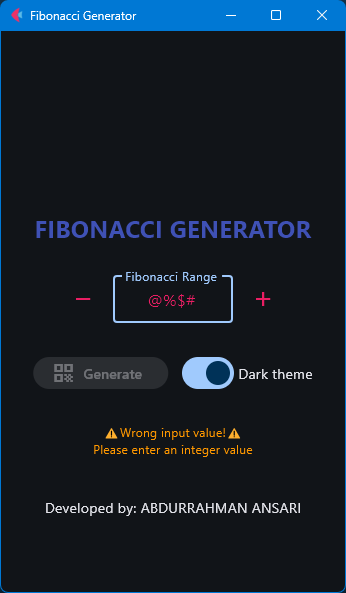 Fibonacci Generator
FIBONACCI GENERATOR
Fibonacci Range
− @%$# +
Generate
Dark theme
⚠ Wrong input value! ⚠
Please enter an integer value
Developed by: ABDURRAHMAN ANSARI